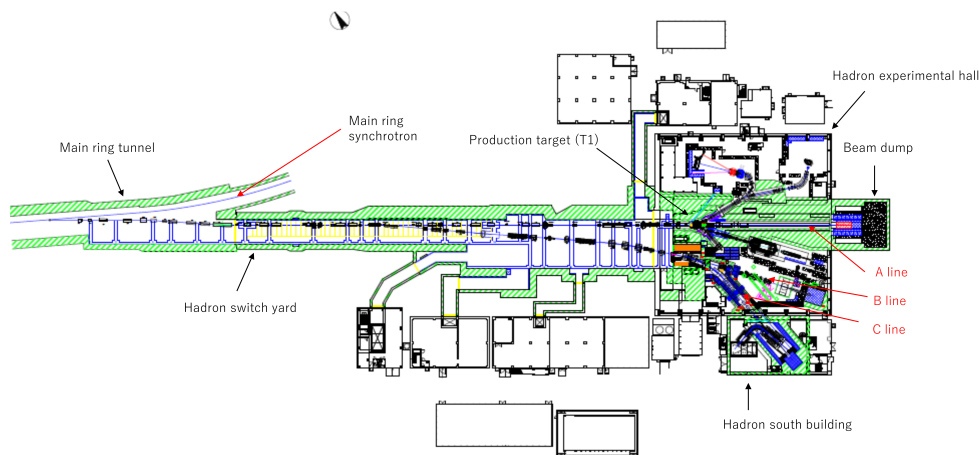 Main ring
synchrotron
Main ring tunnel
Production target (T1)
Hadron experimental hall
Beam dump
A line
B line
C line
Hadron switch yard
Hadron south building